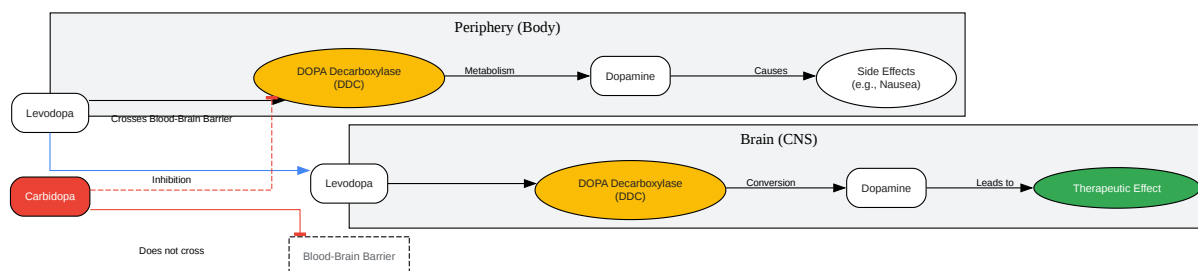 Periphery (Body)
DOPA Decarboxylase
(DDC)
Metabolism
Dopamine
Causes
Side Effects
(e.g., Nausea)
Levodopa
Crosses Blood-Brain Barrier
Brain (CNS)
Inhibition
Levodopa
DOPA Decarboxylase
(DDC)
Conversion
Dopamine
Leads to
Therapeutic Effect
Carbidopa
Does not cross
Blood-Brain Barrier